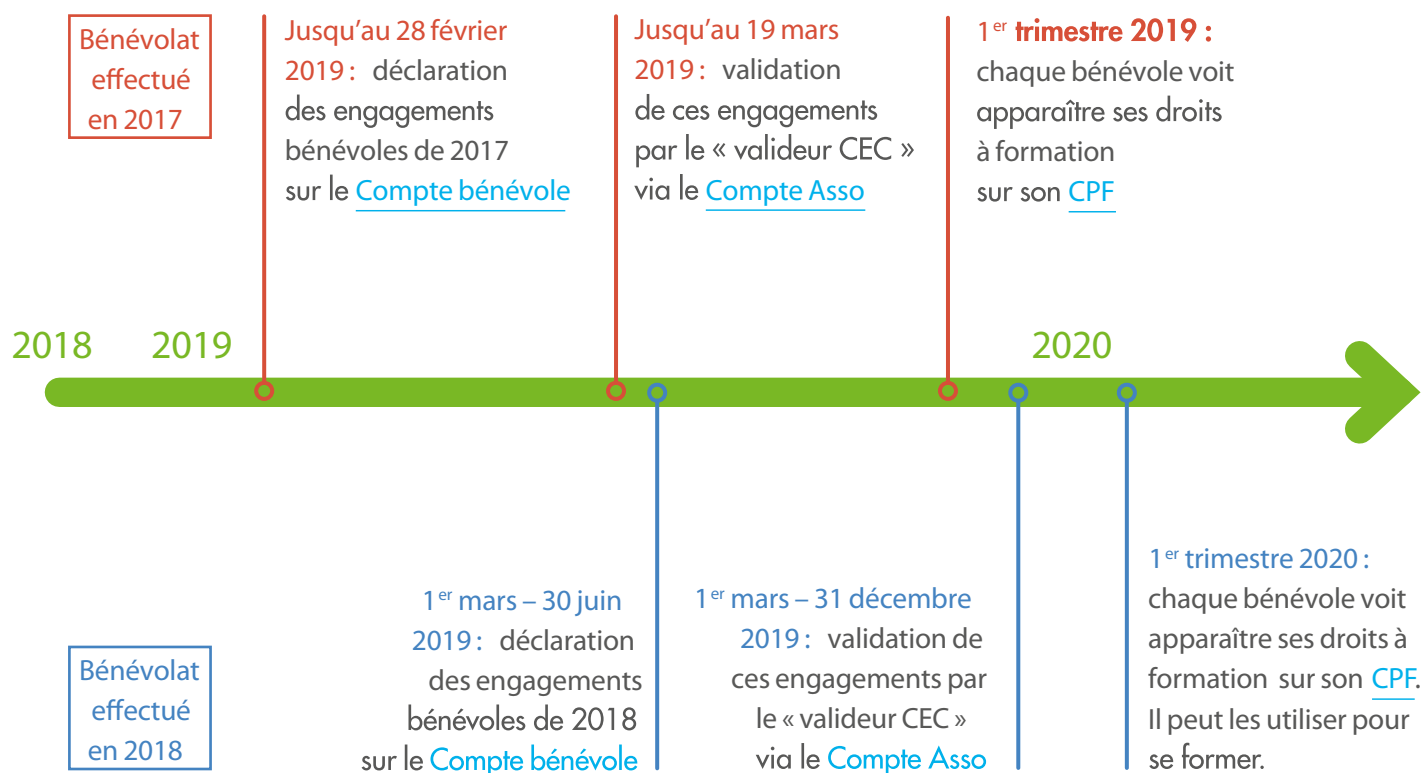 Bénévolat
effectué
en 2017
Jusqu'au 28 février
2019 : déclaration
des engagements
bénévoles de 2017
sur le Compte bénévole
Jusqu'au 19 mars
2019 : validation
de ces engagements
par le « valideur CEC »
via le Compte Asso
1er trimestre 2019 :
chaque bénévole voit
apparaître ses droits
à formation
sur son CPF
2018 2019 2020
Bénévolat
effectué
en 2018
1er mars – 30 juin
2019 : déclaration
des engagements
bénévoles de 2018
sur le Compte bénévole
1er mars – 31 décembre
2019 : validation de
ces engagements par
le « valideur CEC »
via le Compte Asso
1er trimestre 2020 :
chaque bénévole voit
apparaître ses droits à
formation sur son CPF.
Il peut les utiliser pour
se former.